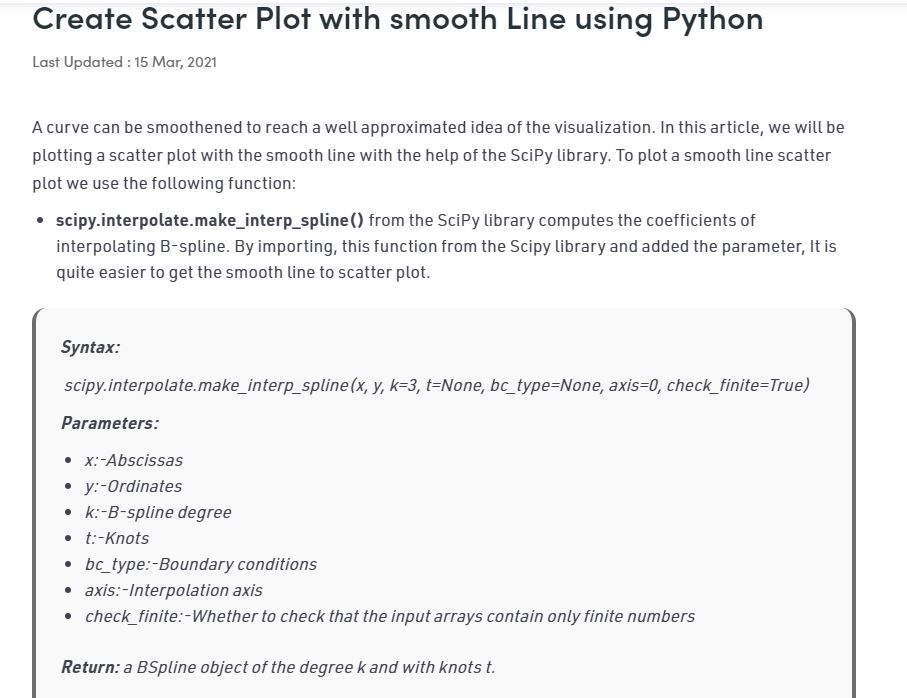 Create Scatter Plot with smooth Line using Python
Last Updated : 15 Mar, 2021
A curve can be smoothened to reach a well approximated idea of the visualization. In this article, we will be
plotting a scatter plot with the smooth line with the help of the SciPy library. To plot a smooth line scatter
plot we use the following function:
• scipy.interpolate.make_interp_spline() from the SciPy library computes the coefficients of
interpolating B-spline. By importing, this function from the Scipy library and added the parameter, It is
quite easier to get the smooth line to scatter plot.
Syntax:
scipy.interpolate.make_interp_spline(x, y, k=3, t=None, bc_type=None, axis=0, check_finite=True)
Parameters:
• x:-Abscissas
• y:-Ordinates
• k:-B-spline degree
• t:-Knots
• bc_type:-Boundary conditions
• axis:-Interpolation axis
• check_finite:-Whether to check that the input arrays contain only finite numbers
Return: a BSpline object of the degree k and with knots t.